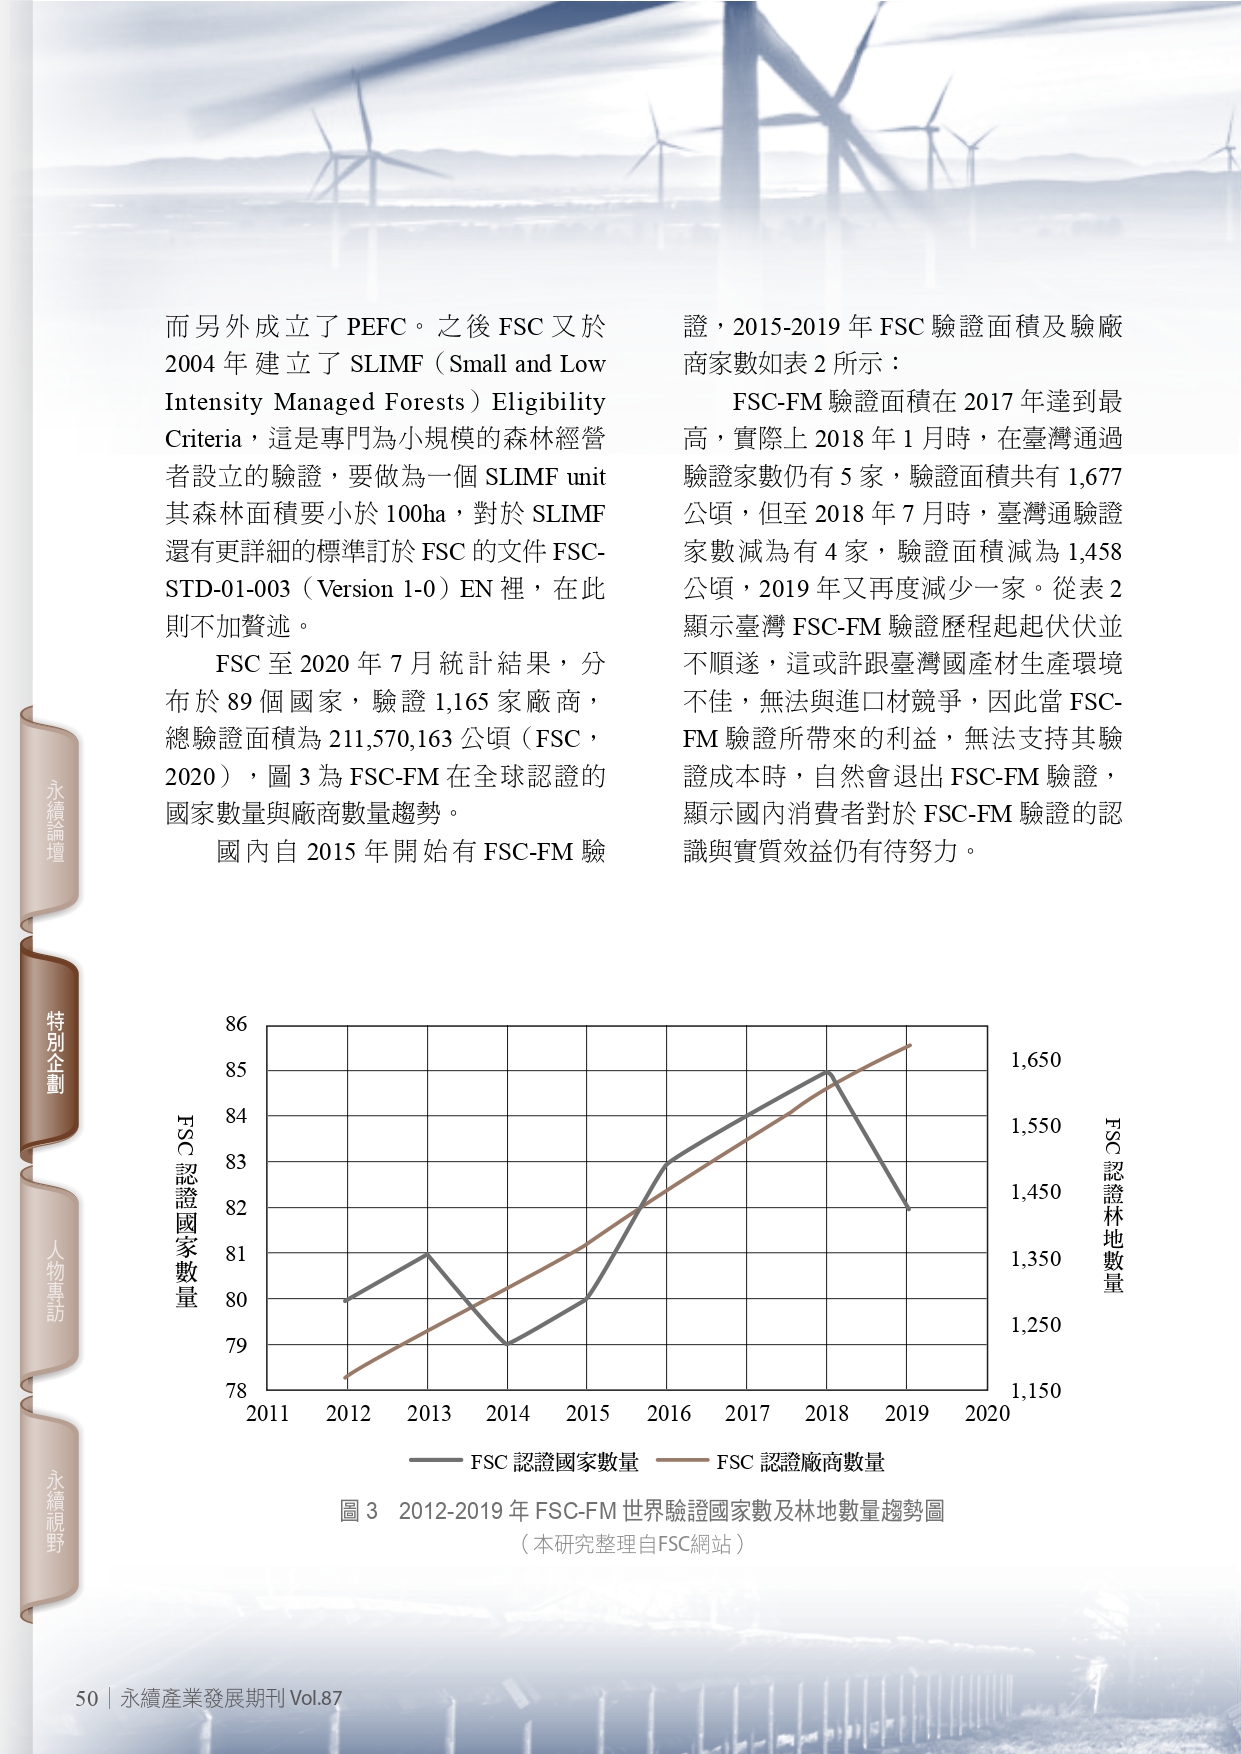 而另外成立了 PEFC。之後 FSC 又於
2004 年建立了 SLIMF（Small and Low
Intensity Managed Forests）Eligibility
Criteria，這是專門為小規模的森林經營
者設立的驗證，要做為一個 SLIMF unit
其森林面積要小於 100ha，對於 SLIMF
還有更詳細的標準訂於 FSC 的文件 FSC-
STD-01-003（Version 1-0）EN 裡，在此
則不加贅述。
FSC 至 2020 年 7 月統計結果，分
布於 89 個國家，驗證 1,165 家廠商，
總驗證面積為 211,570,163 公頃（FSC，
2020），圖 3 為 FSC-FM 在全球認證的
國家數量與廠商數量趨勢。
國內自 2015 年開始有 FSC-FM 驗
證，2015-2019 年 FSC 驗證面積及驗廠
商家數如表 2 所示：
FSC-FM 驗證面積在 2017 年達到最
高，實際上 2018 年 1 月時，在臺灣通過
驗證家數仍有 5 家，驗證面積共有 1,677
公頃，但至 2018 年 7 月時，臺灣通驗證
家數減為有 4 家，驗證面積減為 1,458
公頃，2019 年又再度減少一家。從表 2
顯示臺灣 FSC-FM 驗證歷程起起伏伏並
不順遂，這或許跟臺灣國產材生產環境
不佳，無法與進口材競爭，因此當 FSC-
FM 驗證所帶來的利益，無法支持其驗
證成本時，自然會退出 FSC-FM 驗證，
顯示國內消費者對於 FSC-FM 驗證的認
識與實質效益仍有待努力。
永續論壇
特別企劃
人物專訪
永續視野
FSC 認證國家數量
86
85
84
83
82
81
80
79
78
2011 2012 2013 2014 2015 2016 2017 2018 2019 2020
1,650
1,550
1,450
1,350
1,250
1,150
FSC 認證林地數量
FSC 認證國家數量 FSC 認證廠商數量
圖 3 2012-2019 年 FSC-FM 世界驗證國家數及林地數量趨勢圖
（本研究整理自FSC網站）
50 永續產業發展期刊 Vol.87